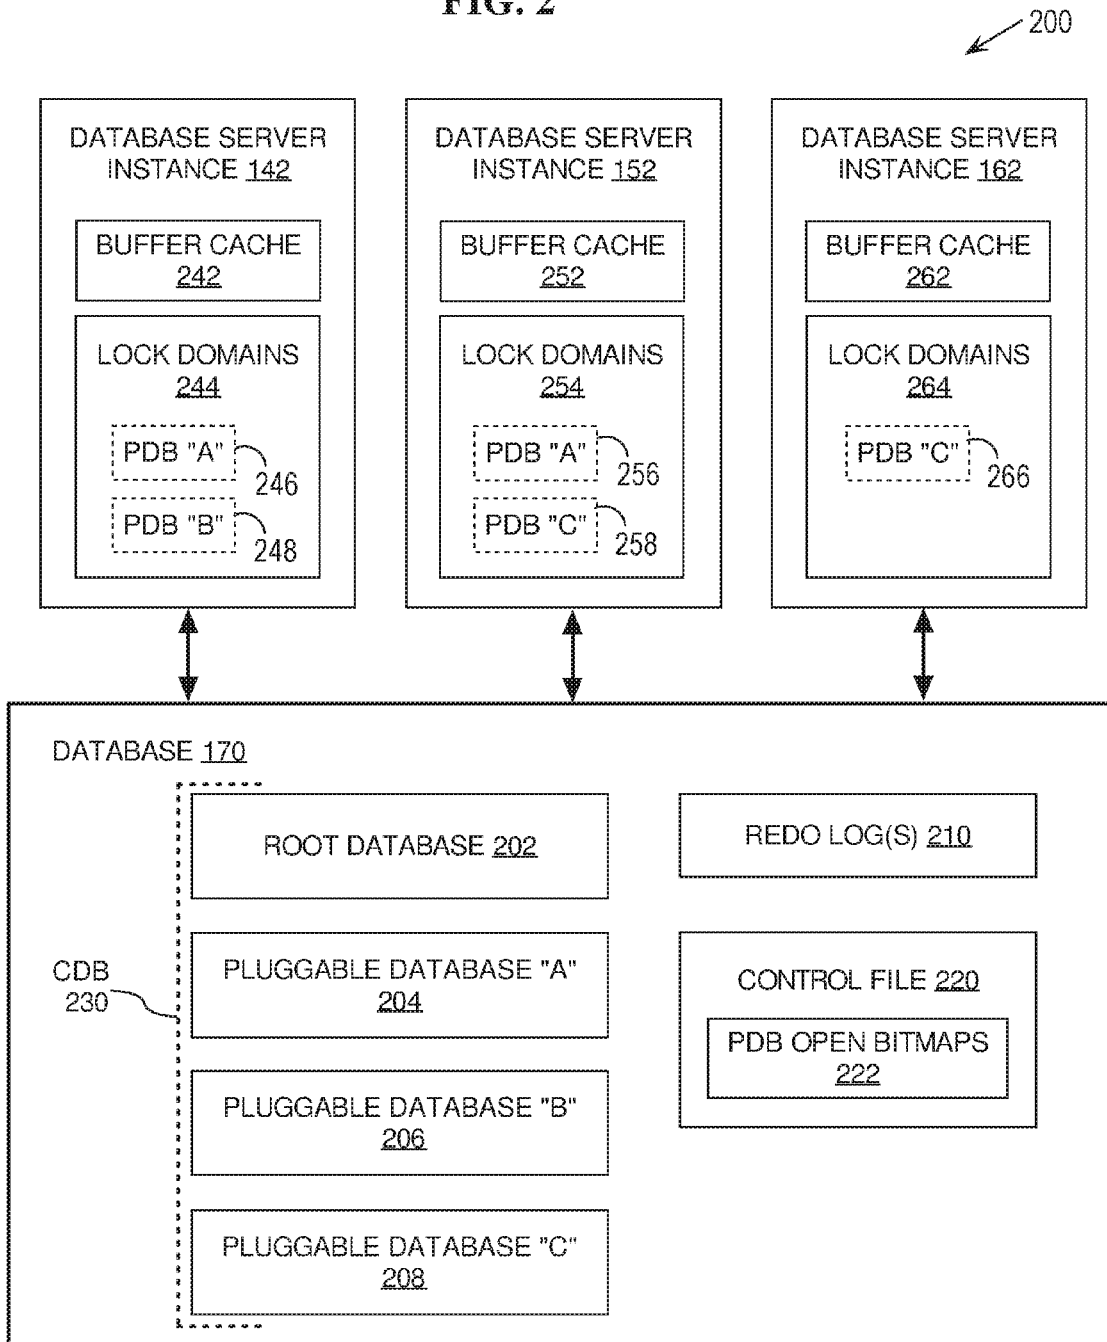 FIG. 2
200
DATABASE SERVER
INSTANCE 142
BUFFER CACHE
242
LOCK DOMAINS
244
PDB "A"
246
PDB "B"
248
DATABASE SERVER
INSTANCE 152
BUFFER CACHE
252
LOCK DOMAINS
254
PDB "A"
256
PDB "C"
258
DATABASE SERVER
INSTANCE 162
BUFFER CACHE
262
LOCK DOMAINS
264
PDB "C"
266
DATABASE 170
CDB
230
ROOT DATABASE 202
PLUGGABLE DATABASE "A"
204
PLUGGABLE DATABASE "B"
206
PLUGGABLE DATABASE "C"
208
REDO LOG(S) 210
CONTROL FILE 220
PDB OPEN BITMAPS
222